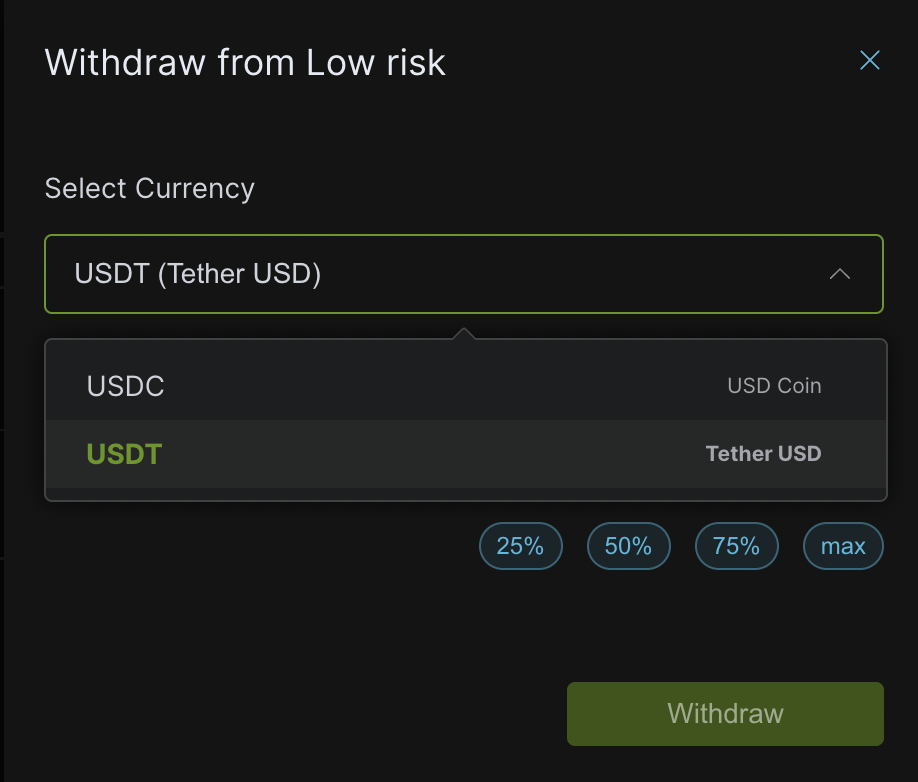 Withdraw from Low risk
Select Currency
USDT (Tether USD)
USDC USD Coin
USDT Tether USD
25% 50% 75% max
Withdraw